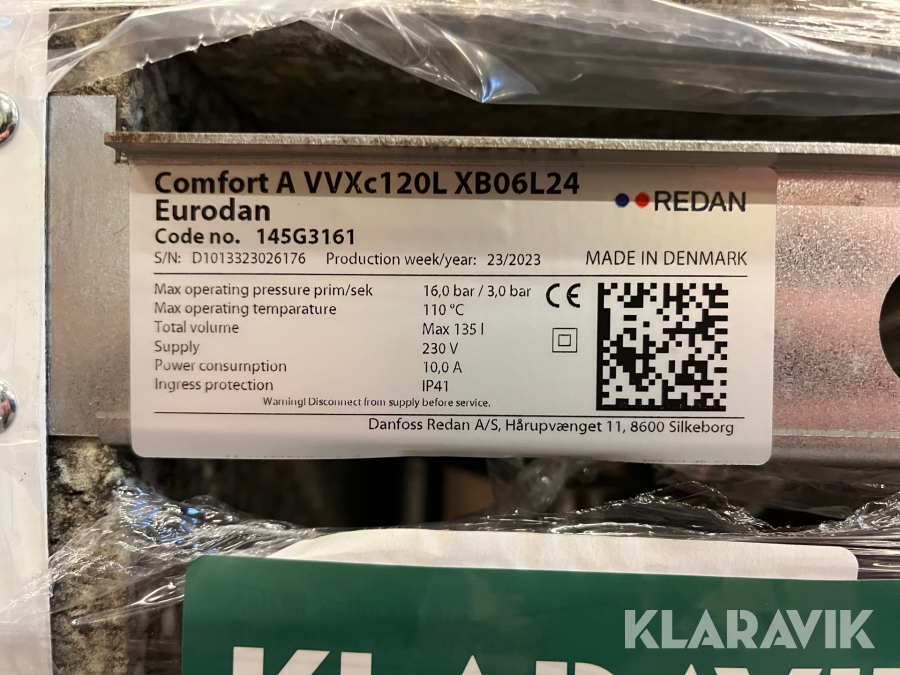 Comfort A VVXc120L XB06L24
Eurodan
REDAN
Code no. 145G3161
S/N: D1013323026176 Production week/year: 23/2023 MADE IN DENMARK
Max operating pressure prim/sek 16,0 bar / 3,0 bar CE
Max operating temparature 110 °C
Total volume Max 135 l
Supply 230 V
Power consumption 10,0 A
Ingress protection IP41
Warning! Disconnect from supply before service.
Danfoss Redan A/S, Hårupvænget 11, 8600 Silkeborg
KLARAVIK
KLARAVIK